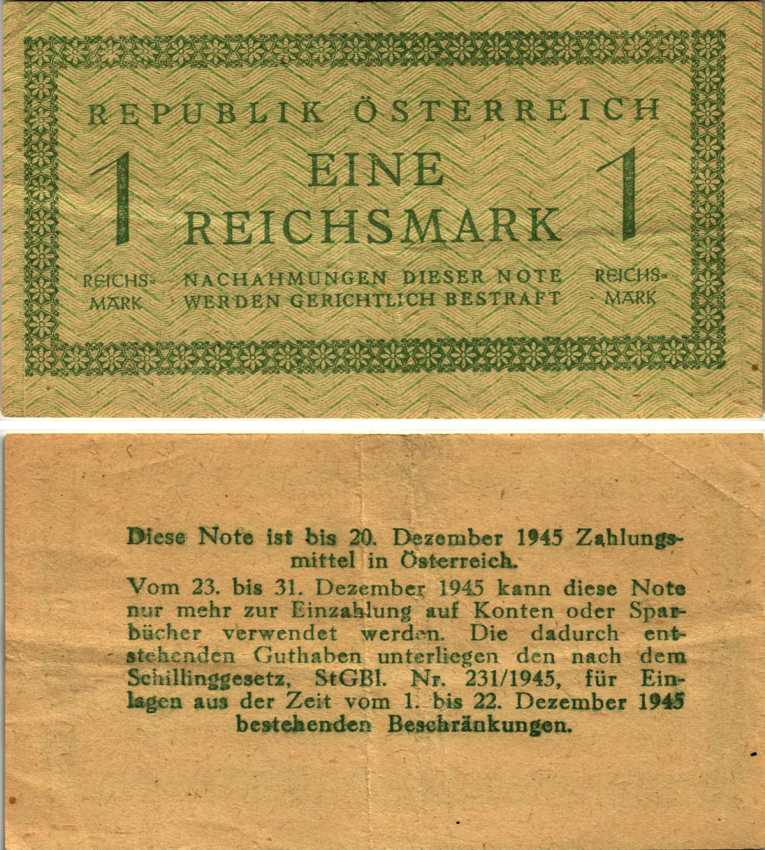 REPUBLIK ÖSTERREICH
1 EINE 1
REICHSMARK
REICHS-
MARK
NACHAHMUNGEN DIESER NOTE
WERDEN GERICHTLICH BESTRAFT
REICHS-
MARK
Diese Note ist bis 20. Dezember 1945 Zahlungs-
mittel in Österreich.
Vom 23. bis 31. Dezember 1945 kann diese Note
nur mehr zur Einzahlung auf Konten oder Spar-
bücher verwendet werden. Die dadurch ent-
stehenden Guthaben unterliegen den nach dem
Schillinggesetz, StGBl. Nr. 231/1945, für Ein-
lagen aus der Zeit vom 1. bis 22. Dezember 1945
bestehenden Beschränkungen.